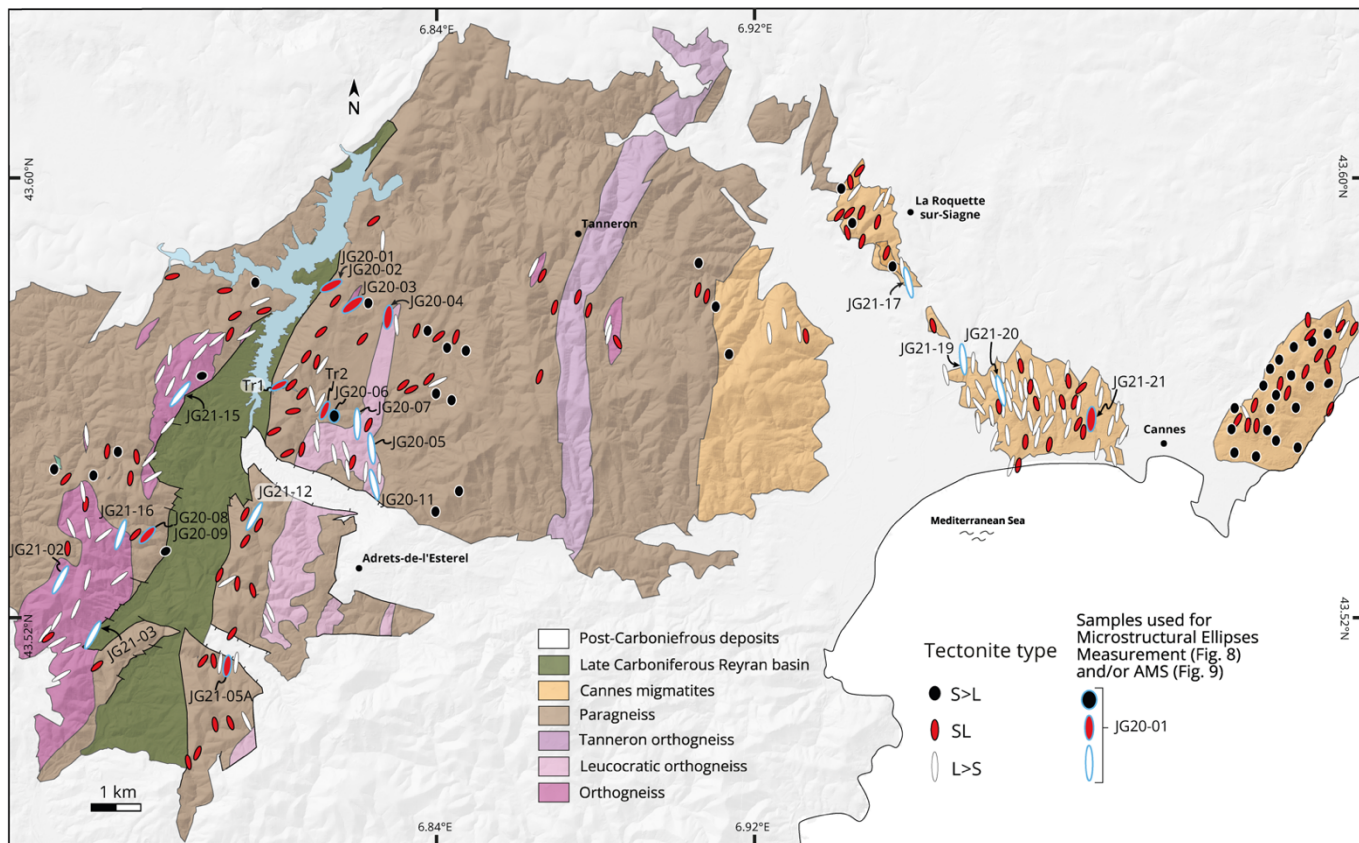 6.84°E
6.92°E
N
43.60°N
43.60°N
La Roquette
sur-Siagne
Tanneron
JG20-01
JG20-02
JG20-03
JG20-04
JG21-17
JG21-20
JG21-19
Tr1
Tr2
JG20-06
JG20-07
JG21-21
JG21-15
JG20-05
Cannes
JG21-12
JG20-11
JG21-16
JG20-08
JG20-09
Mediterranean Sea
JG21-02
Adrets-de-l'Esterel
43.52°N
43.52°N
JG21-03
JG21-05A
Post-Carboniefrous deposits
Late Carboniferous Reyran basin
Cannes migmatites
Paragneiss
Tanneron orthogneiss
Leucocratic orthogneiss
Orthogneiss
Tectonite type
S>L
SL
L>S
Samples used for
Microstructural Ellipses
Measurement (Fig. 8)
and/or AMS (Fig. 9)
JG20-01
1 km
6.84°E
6.92°E